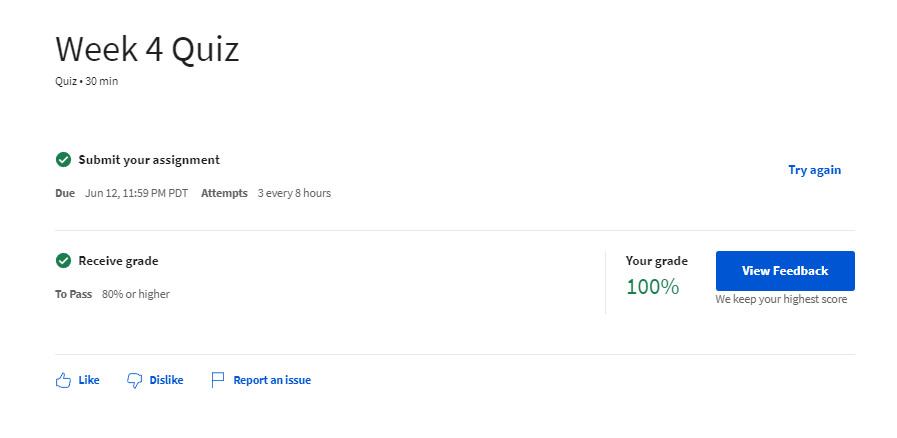 Week 4 Quiz
Quiz • 30 min
Submit your assignment
Try again
Due Jun 12, 11:59 PM PDT Attempts 3 every 8 hours
Receive grade
To Pass 80% or higher
Your grade
100%
View Feedback
We keep your highest score
Like Dislike Report an issue